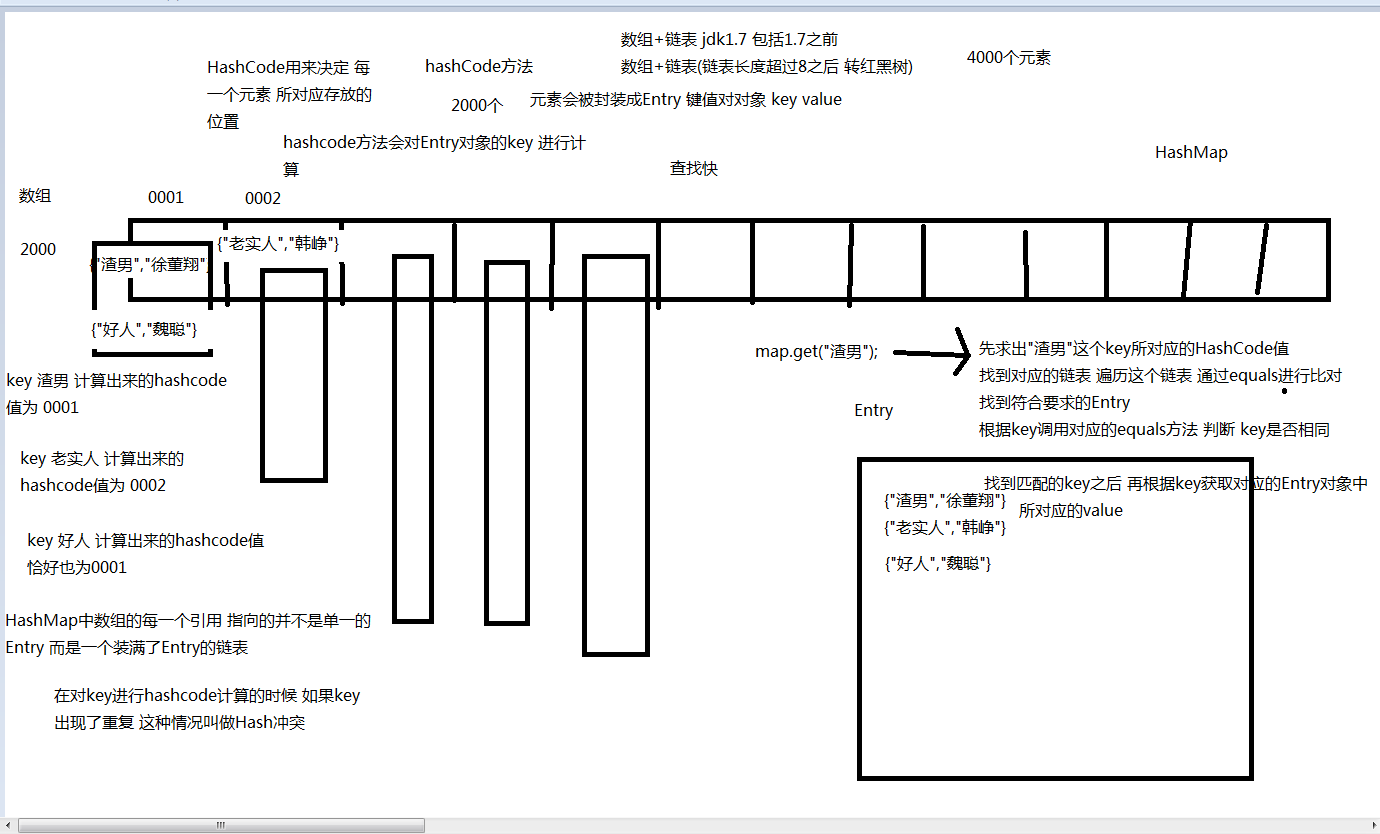 数组+链表 jdk1.7 包括1.7之前
数组+链表(链表长度超过8之后 转红黑树)
4000个元素
HashCode用来决定 每
一个元素 所对应存放的
位置
hashCode方法
2000个
元素会被封装成Entry 键值对对象 key value
hashcode方法会对Entry对象的key 进行计
算
查找快
HashMap
数组
0001
0002
2000
{"老实人","韩峥"}
{"渣男","徐董翔"}
{"好人","魏聪"}
key 渣男 计算出来的hashcode
值为 0001
key 老实人 计算出来的
hashcode值为 0002
key 好人 计算出来的hashcode值
恰好也为0001
HashMap中数组的每一个引用 指向的并不是单一的
Entry 而是一个装满了Entry的链表
在对key进行hashcode计算的时候 如果key
出现了重复 这种情况叫做Hash冲突
map.get("渣男");
先求出"渣男"这个key所对应的HashCode值
找到对应的链表 遍历这个链表 通过equals进行比对
找到符合要求的Entry
根据key调用对应的equals方法 判断 key是否相同
Entry
找到匹配的key之后 再根据key获取对应的Entry对象中
所对应的value
{"渣男","徐董翔"}
{"老实人","韩峥"}
{"好人","魏聪"}